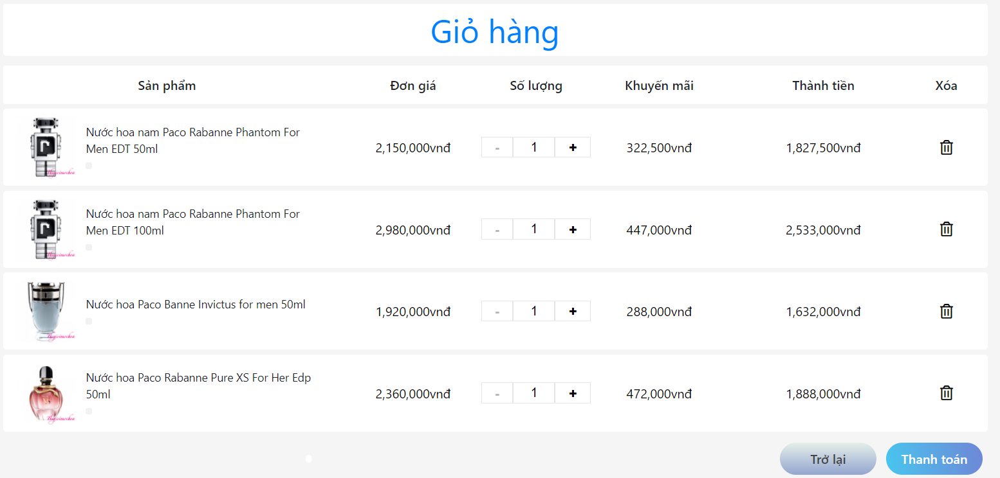 Giỏ hàng
Sản phẩm Đơn giá Số lượng Khuyến mãi Thành tiền Xóa
Nước hoa nam Paco Rabanne Phantom For
Men EDT 50ml
2,150,000vnđ - 1 + 322,500vnđ 1,827,500vnđ
Nước hoa nam Paco Rabanne Phantom For
Men EDT 100ml
2,980,000vnđ - 1 + 447,000vnđ 2,533,000vnđ
Nước hoa Paco Banne Invictus for men 50ml
1,920,000vnđ - 1 + 288,000vnđ 1,632,000vnđ
Nước hoa Paco Rabanne Pure XS For Her Edp
50ml
2,360,000vnđ - 1 + 472,000vnđ 1,888,000vnđ
Trở lại Thanh toán